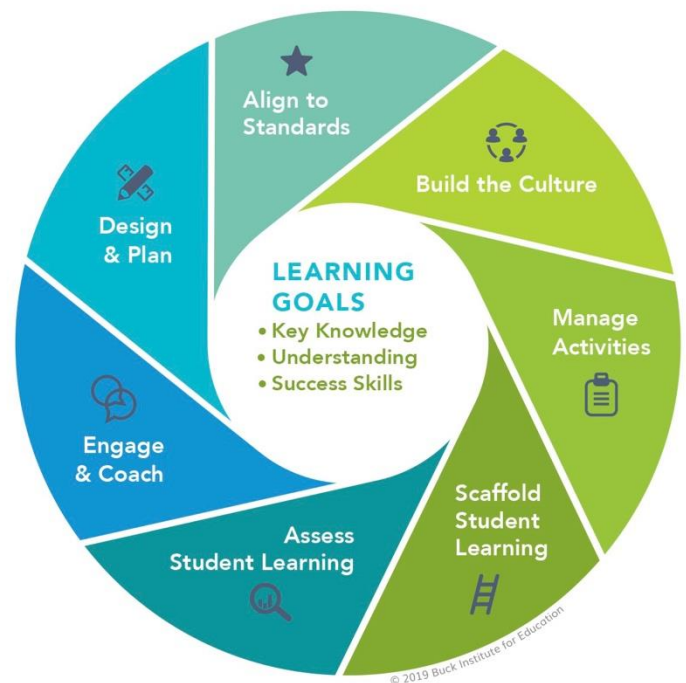 Align to
Standards
Build the Culture
Design
& Plan
LEARNING
GOALS
• Key Knowledge
• Understanding
• Success Skills
Manage
Activities
Engage
& Coach
Scaffold
Student
Learning
Assess
Student Learning
© 2019 Buck Institute for Education